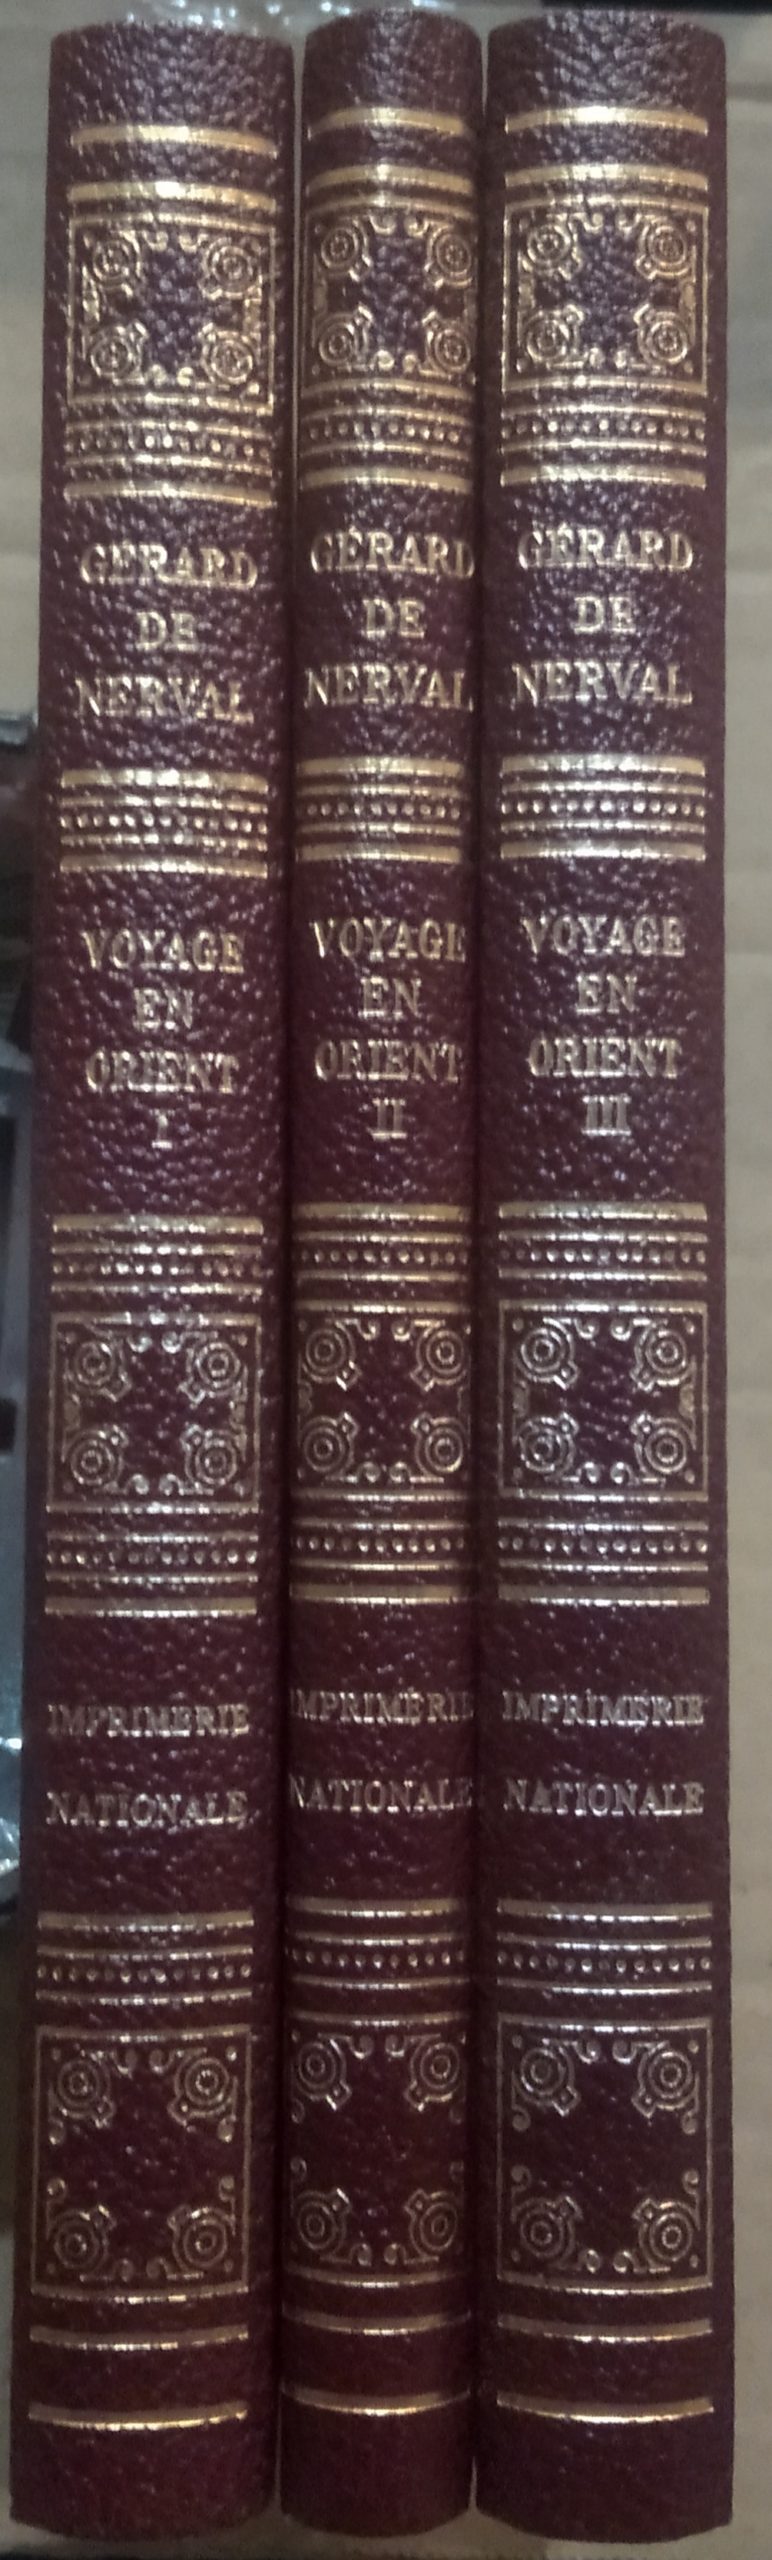 GÉRARD
DE
NERVAL
VOYAGE
EN
ORIENT
I
IMPRIMERIE
NATIONALE
GÉRARD
DE
NERVAL
VOYAGE
EN
ORIENT
II
IMPRIMERIE
NATIONALE
GÉRARD
DE
NERVAL
VOYAGE
EN
ORIENT
III
IMPRIMERIE
NATIONALE